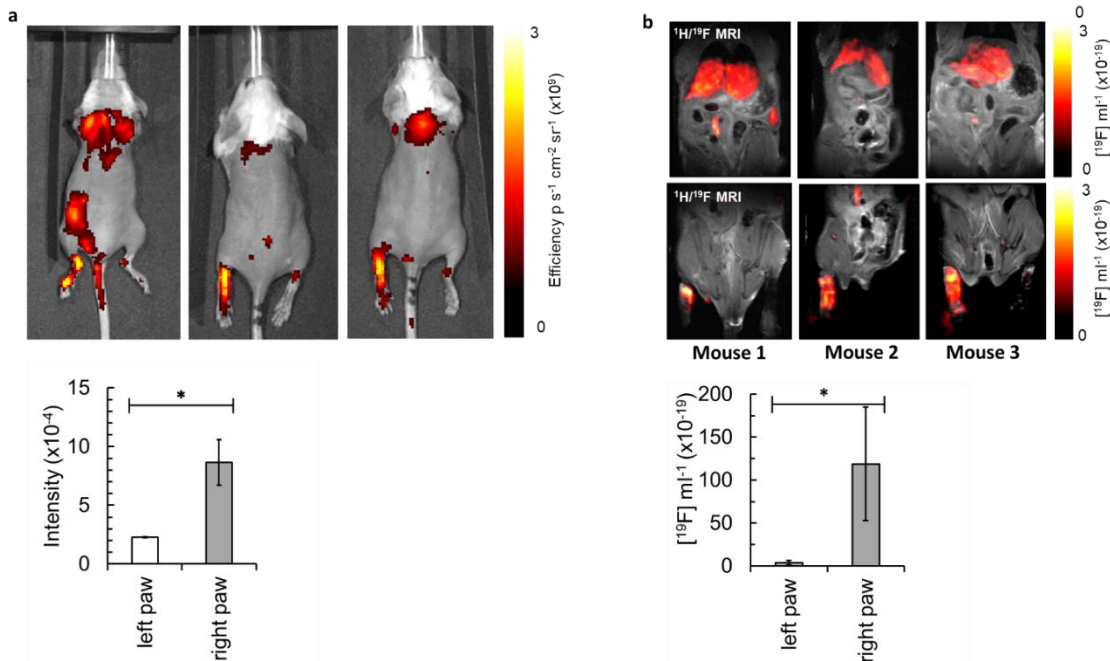 a
3
Efficiency p s⁻¹ cm⁻² sr⁻¹ (x10⁹)
0
15
10
5
0
Intensity (x10⁻⁴)
*
left paw
right paw
b
¹H/¹⁹F MRI
0
3
[¹⁹F] ml⁻¹ (x10⁻¹⁹)
0
¹H/¹⁹F MRI
3
[¹⁹F] ml⁻¹ (x10⁻¹⁹)
0
Mouse 1 Mouse 2 Mouse 3
200
150
100
50
0
[¹⁹F] ml⁻¹ (x10⁻¹⁹)
*
left paw
right paw